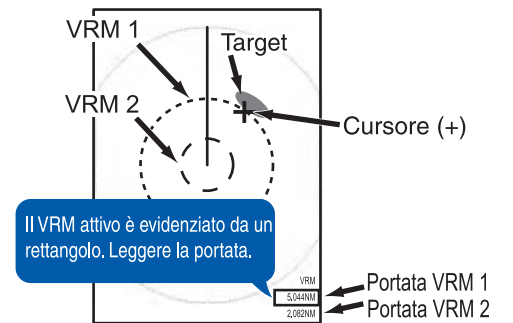 VRM 1
Target
VRM 2
Cursore (+)
Il VRM attivo è evidenziato da un
rettangolo. Leggere la portata.
VRM
5.044NM
2,082NM
Portata VRM 1
Portata VRM 2